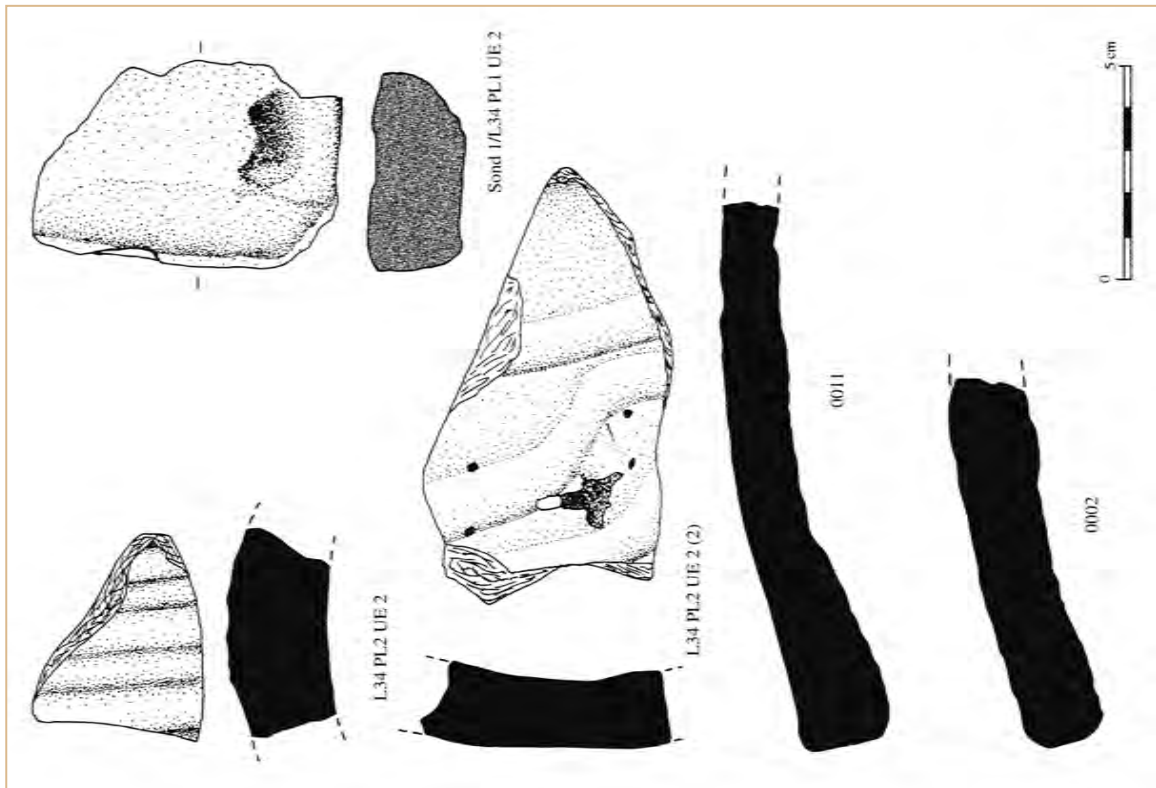 Sond 1/L34 PL1 UE 2
5 cm
0
0011
0002
L34 PL2 UE 2
L34 PL2 UE 2 (2)